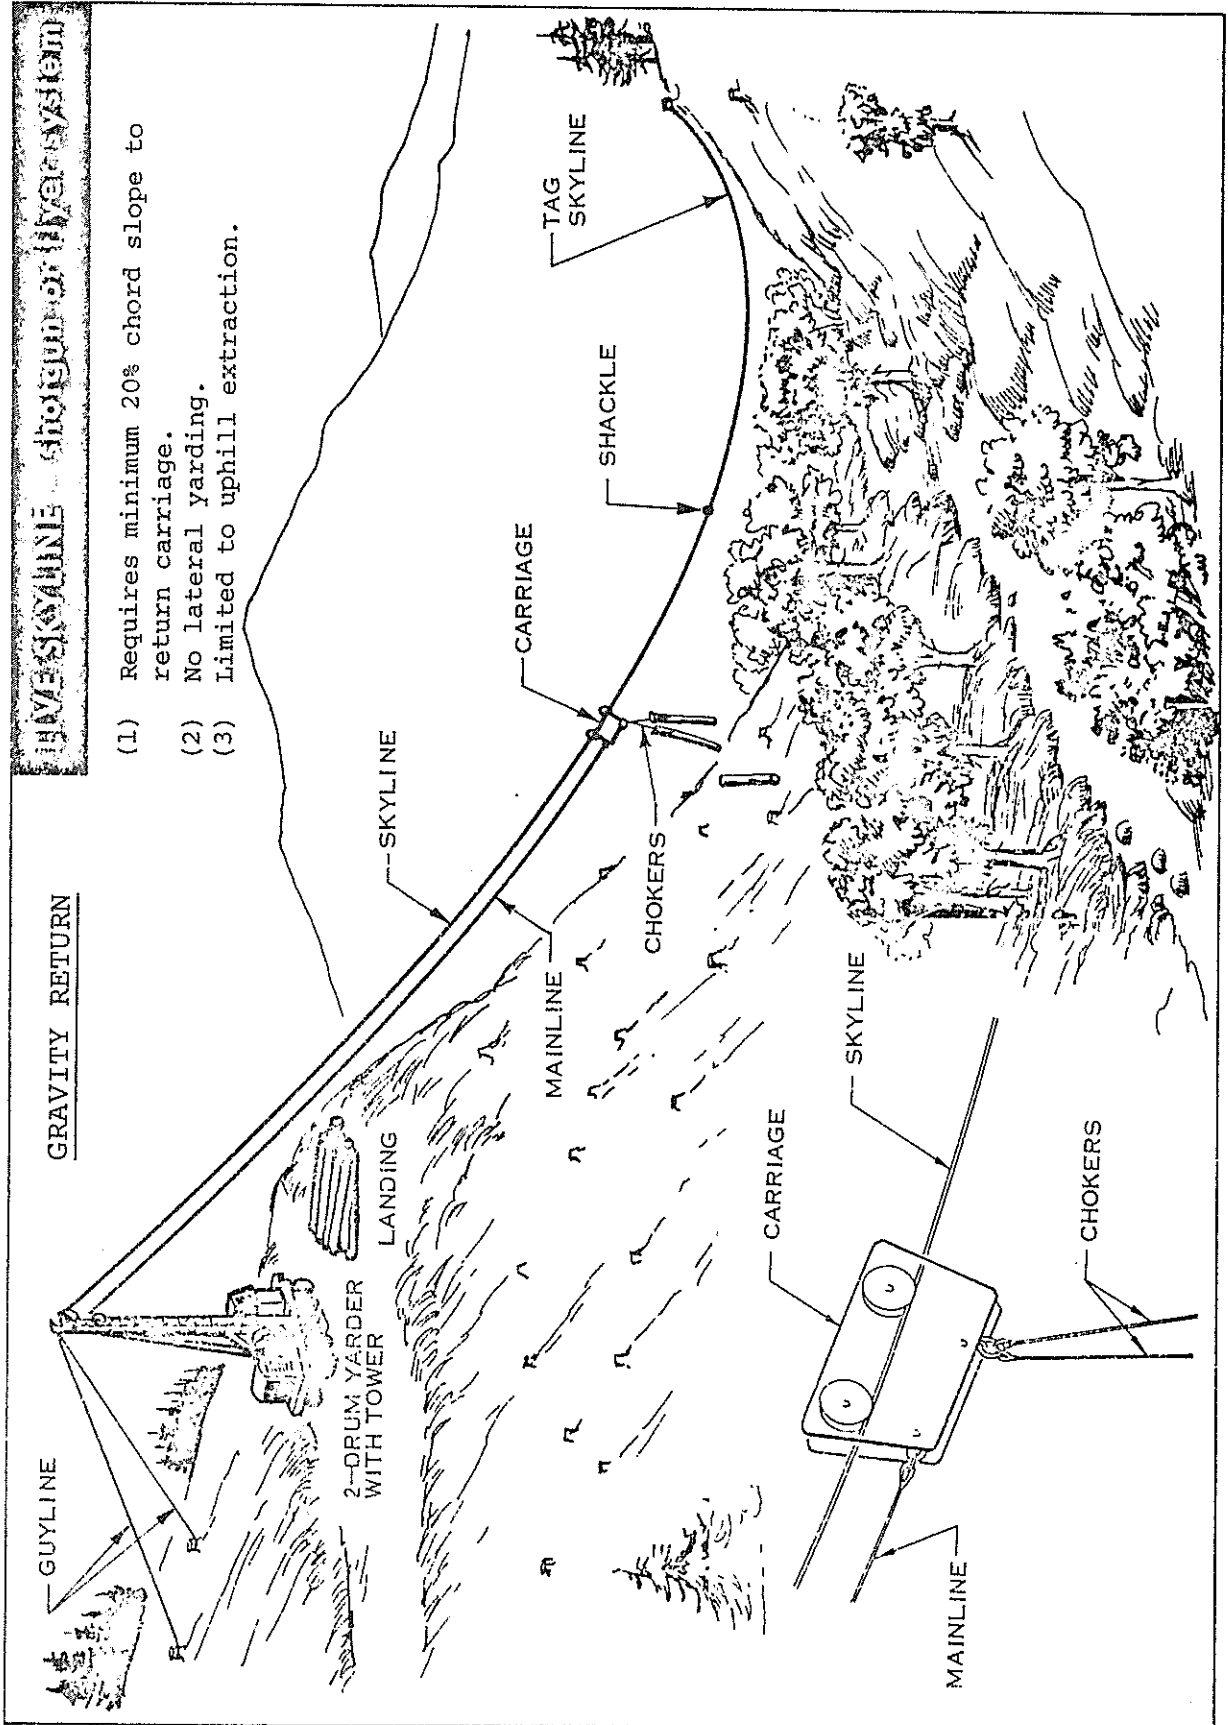 LIVE SKYLINE shotgun or flyer system
GRAVITY RETURN
(1) Requires minimum 20% chord slope to
return carriage.
(2) No lateral yarding.
(3) Limited to uphill extraction.
GUYLINE
SKYLINE
CARRIAGE
SHACKLE
TAG
SKYLINE
MAINLINE
CHOKERS
LANDING
2-DRUM YARDER
WITH TOWER
CARRIAGE
SKYLINE
MAINLINE
CHOKERS